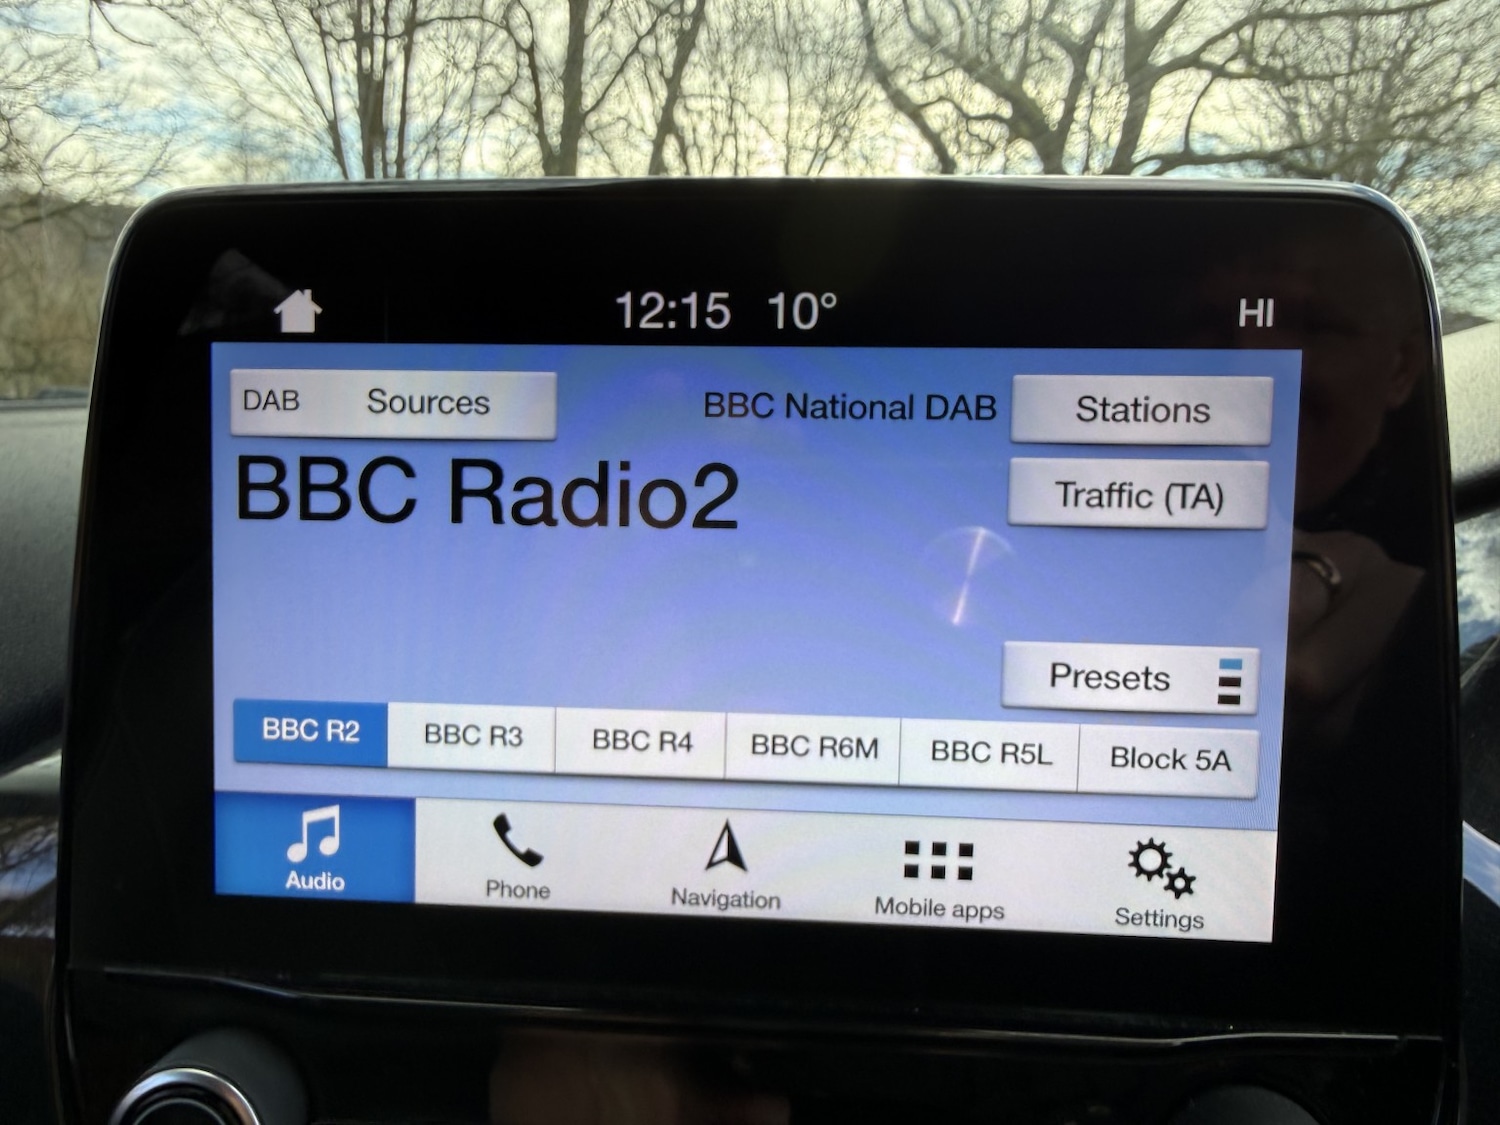 12:15 10° HI
DAB Sources BBC National DAB Stations
BBC Radio2
Traffic (TA)
Presets
BBC R2 BBC R3 BBC R4 BBC R6M BBC R5L Block 5A
Audio Phone Navigation Mobile apps Settings